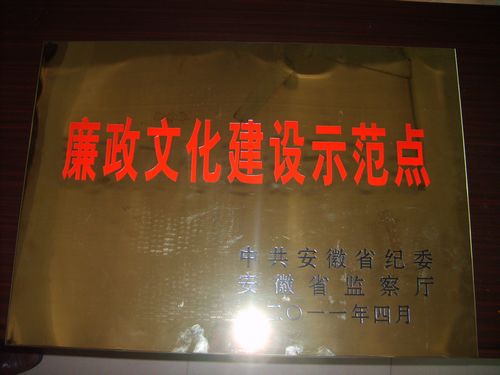 廉政文化建设示范点
中共安徽省纪委
安徽省监察厅
二〇一一年四月